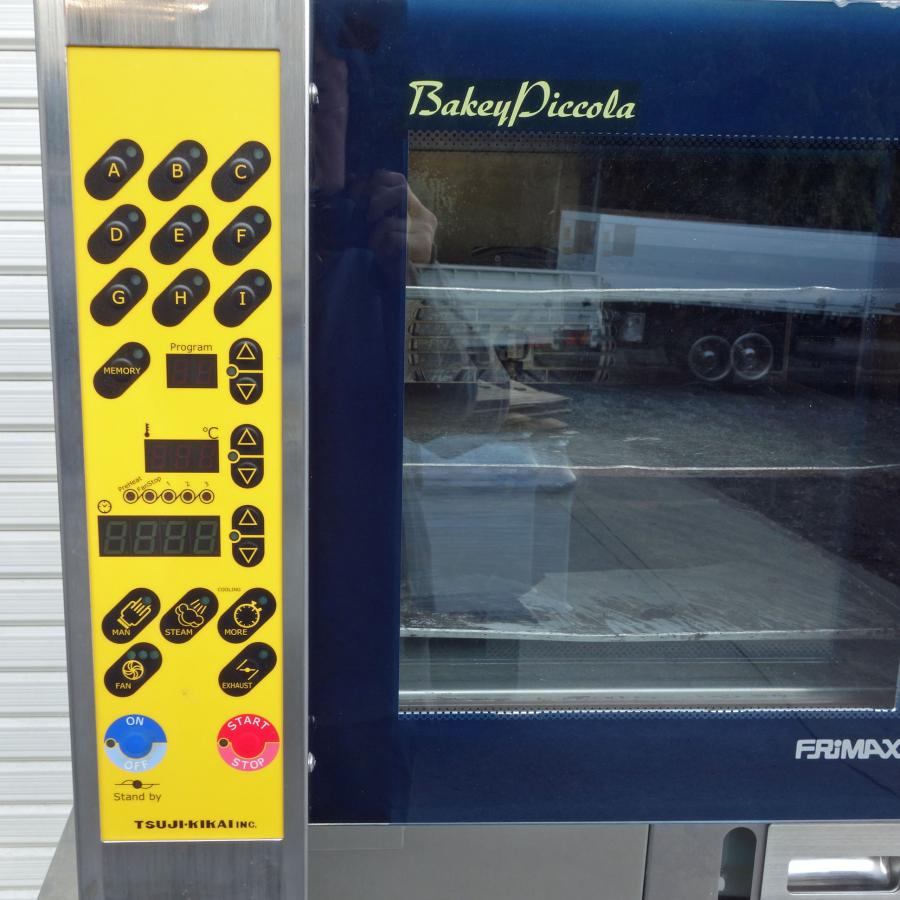 BakeyPiccola
A B C
D E F
G H I
Program
MEMORY
°C
PreHeat FanStop 1 2 3
COOLING
MAN STEAM MORE
FAN EXHAUST
ON
OFF
START
STOP
Stand by
TSUJI·KIKAI INC.
FRiMAX